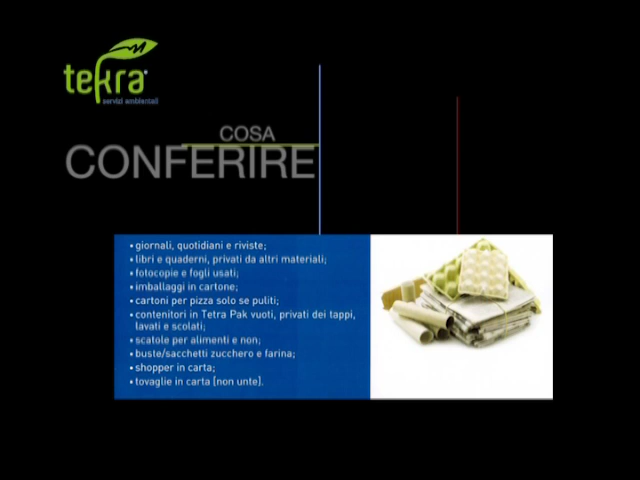 tekra
servizi ambientali
COSA
CONFERIRE
• giornali, quotidiani e riviste;
• libri e quaderni, privati da altri materiali;
• fotocopie e fogli usati;
• imballaggi in cartone;
• cartoni per pizza solo se puliti;
• contenitori in Tetra Pak vuoti, privati dei tappi,
lavati e scolati;
• scatole per alimenti e non;
• buste/sacchetti zucchero e farina;
• shopper in carta;
• tovaglie in carta [non unte].